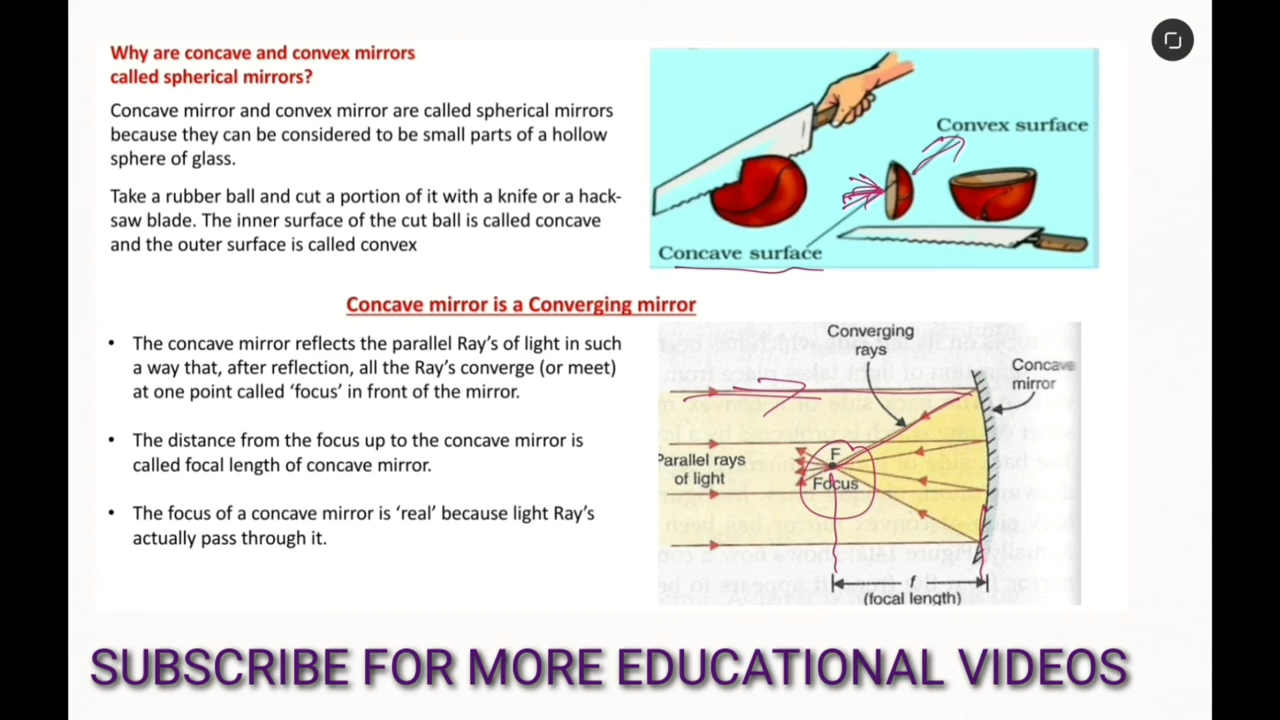 Why are concave and convex mirrors
called spherical mirrors?
Concave mirror and convex mirror are called spherical mirrors
because they can be considered to be small parts of a hollow
sphere of glass.
Take a rubber ball and cut a portion of it with a knife or a hack-
saw blade. The inner surface of the cut ball is called concave
and the outer surface is called convex
Convex surface
Concave surface
Concave mirror is a Converging mirror
• The concave mirror reflects the parallel Ray's of light in such
a way that, after reflection, all the Ray's converge (or meet)
at one point called 'focus' in front of the mirror.
• The distance from the focus up to the concave mirror is
called focal length of concave mirror.
• The focus of a concave mirror is 'real' because light Ray's
actually pass through it.
Converging
rays
Concave
mirror
Parallel rays
of light
F
Focus
f
(focal length)
SUBSCRIBE FOR MORE EDUCATIONAL VIDEOS